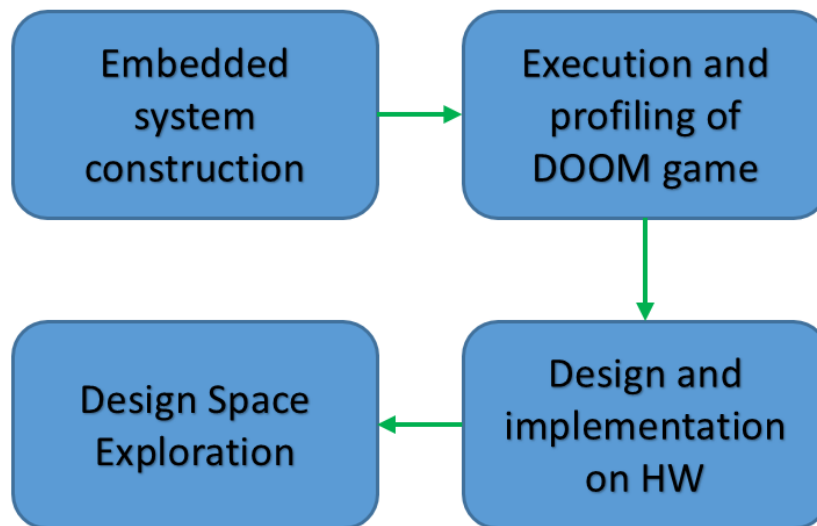 Embedded
system
construction
Execution and
profiling of
DOOM game
Design Space
Exploration
Design and
implementation
on HW